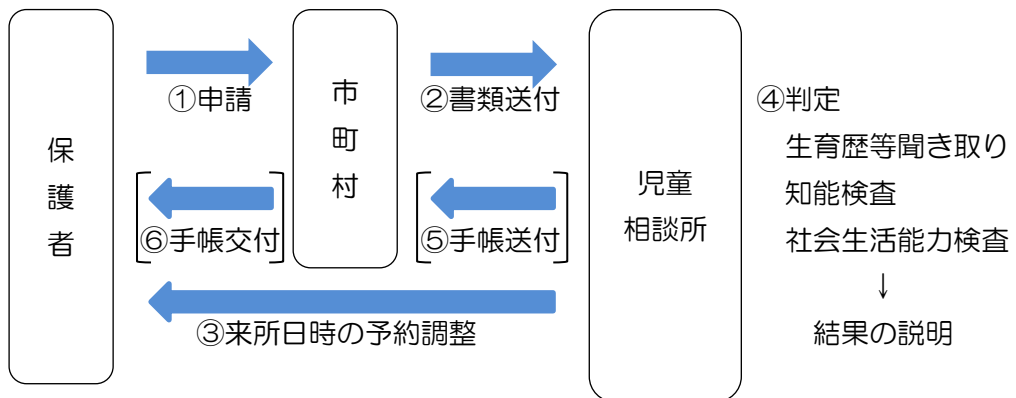 保護者
①申請
市町村
②書類送付
児童
相談所
④判定
生育歴等聞き取り
知能検査
社会生活能力検査
↓
結果の説明
⑥手帳交付
⑤手帳送付
③来所日時の予約調整